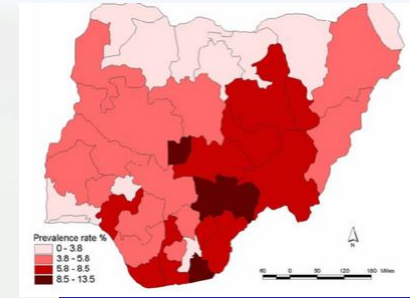 Prevalence rate %
0 - 3.8
3.8 - 5.8
5.8 - 8.5
8.5 - 13.5
N
60 0 60 120 180 Miles